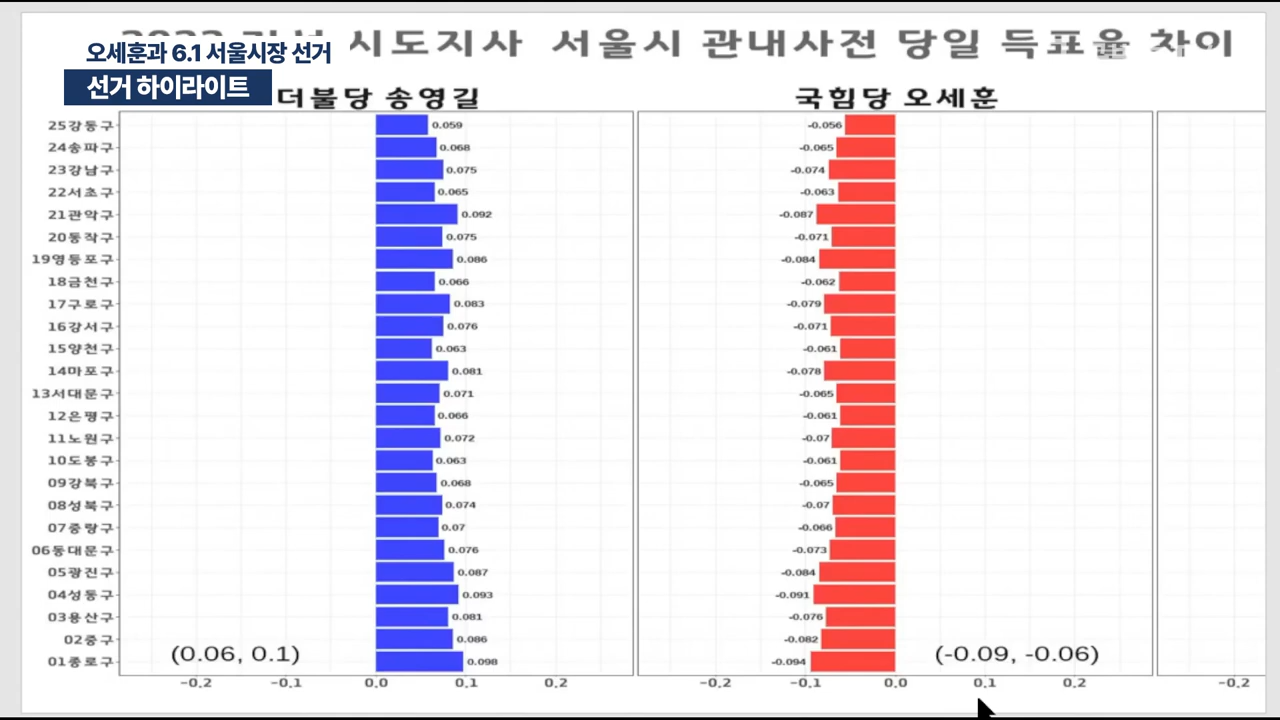 오세훈과 6.1 서울시장 선거
선거 하이라이트
시도지사 서울시 관내사전 당일 득표율 차이
더불당 송영길
국힘당 오세훈
25강동구 0.059 -0.056
24송파구 0.068 -0.065
23강남구 0.075 -0.074
22서초구 0.065 -0.063
21관악구 0.092 -0.087
20동작구 0.075 -0.071
19영등포구 0.086 -0.084
18금천구 0.066 -0.062
17구로구 0.083 -0.079
16강서구 0.076 -0.071
15양천구 0.063 -0.061
14마포구 0.081 -0.078
13서대문구 0.071 -0.065
12은평구 0.066 -0.061
11노원구 0.072 -0.07
10도봉구 0.063 -0.061
09강북구 0.068 -0.065
08성북구 0.074 -0.07
07중랑구 0.07 -0.066
06동대문구 0.076 -0.073
05광진구 0.087 -0.084
04성동구 0.093 -0.091
03용산구 0.081 -0.076
02중구 0.086 -0.082
01종로구 0.098 -0.094
(0.06, 0.1) (-0.09, -0.06)
-0.2 -0.1 0.0 0.1 0.2 -0.2 -0.1 0.0 0.1 0.2 -0.2